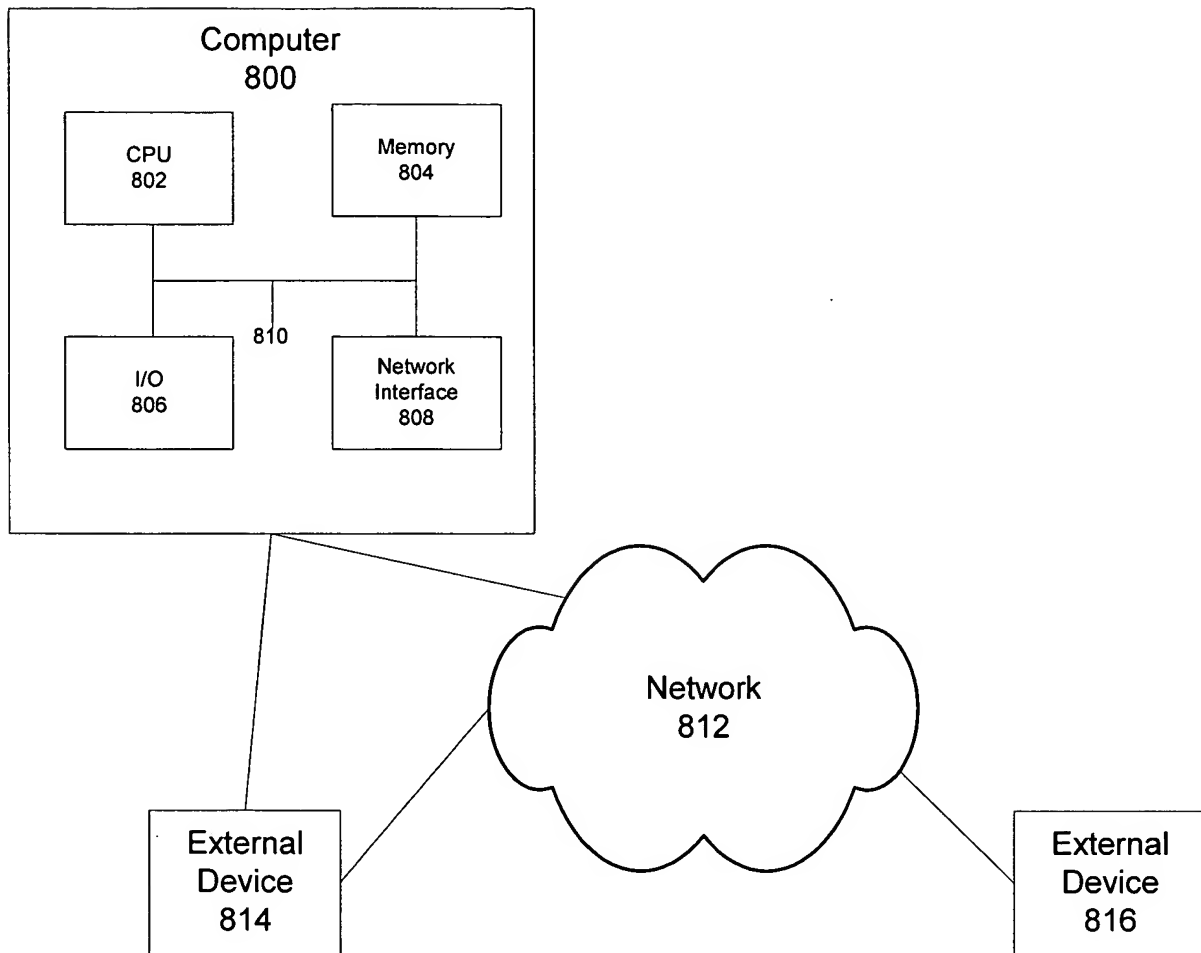 Computer
800
CPU
802
Memory
804
810
I/O
806
Network
Interface
808
Network
812
External
Device
814
External
Device
816